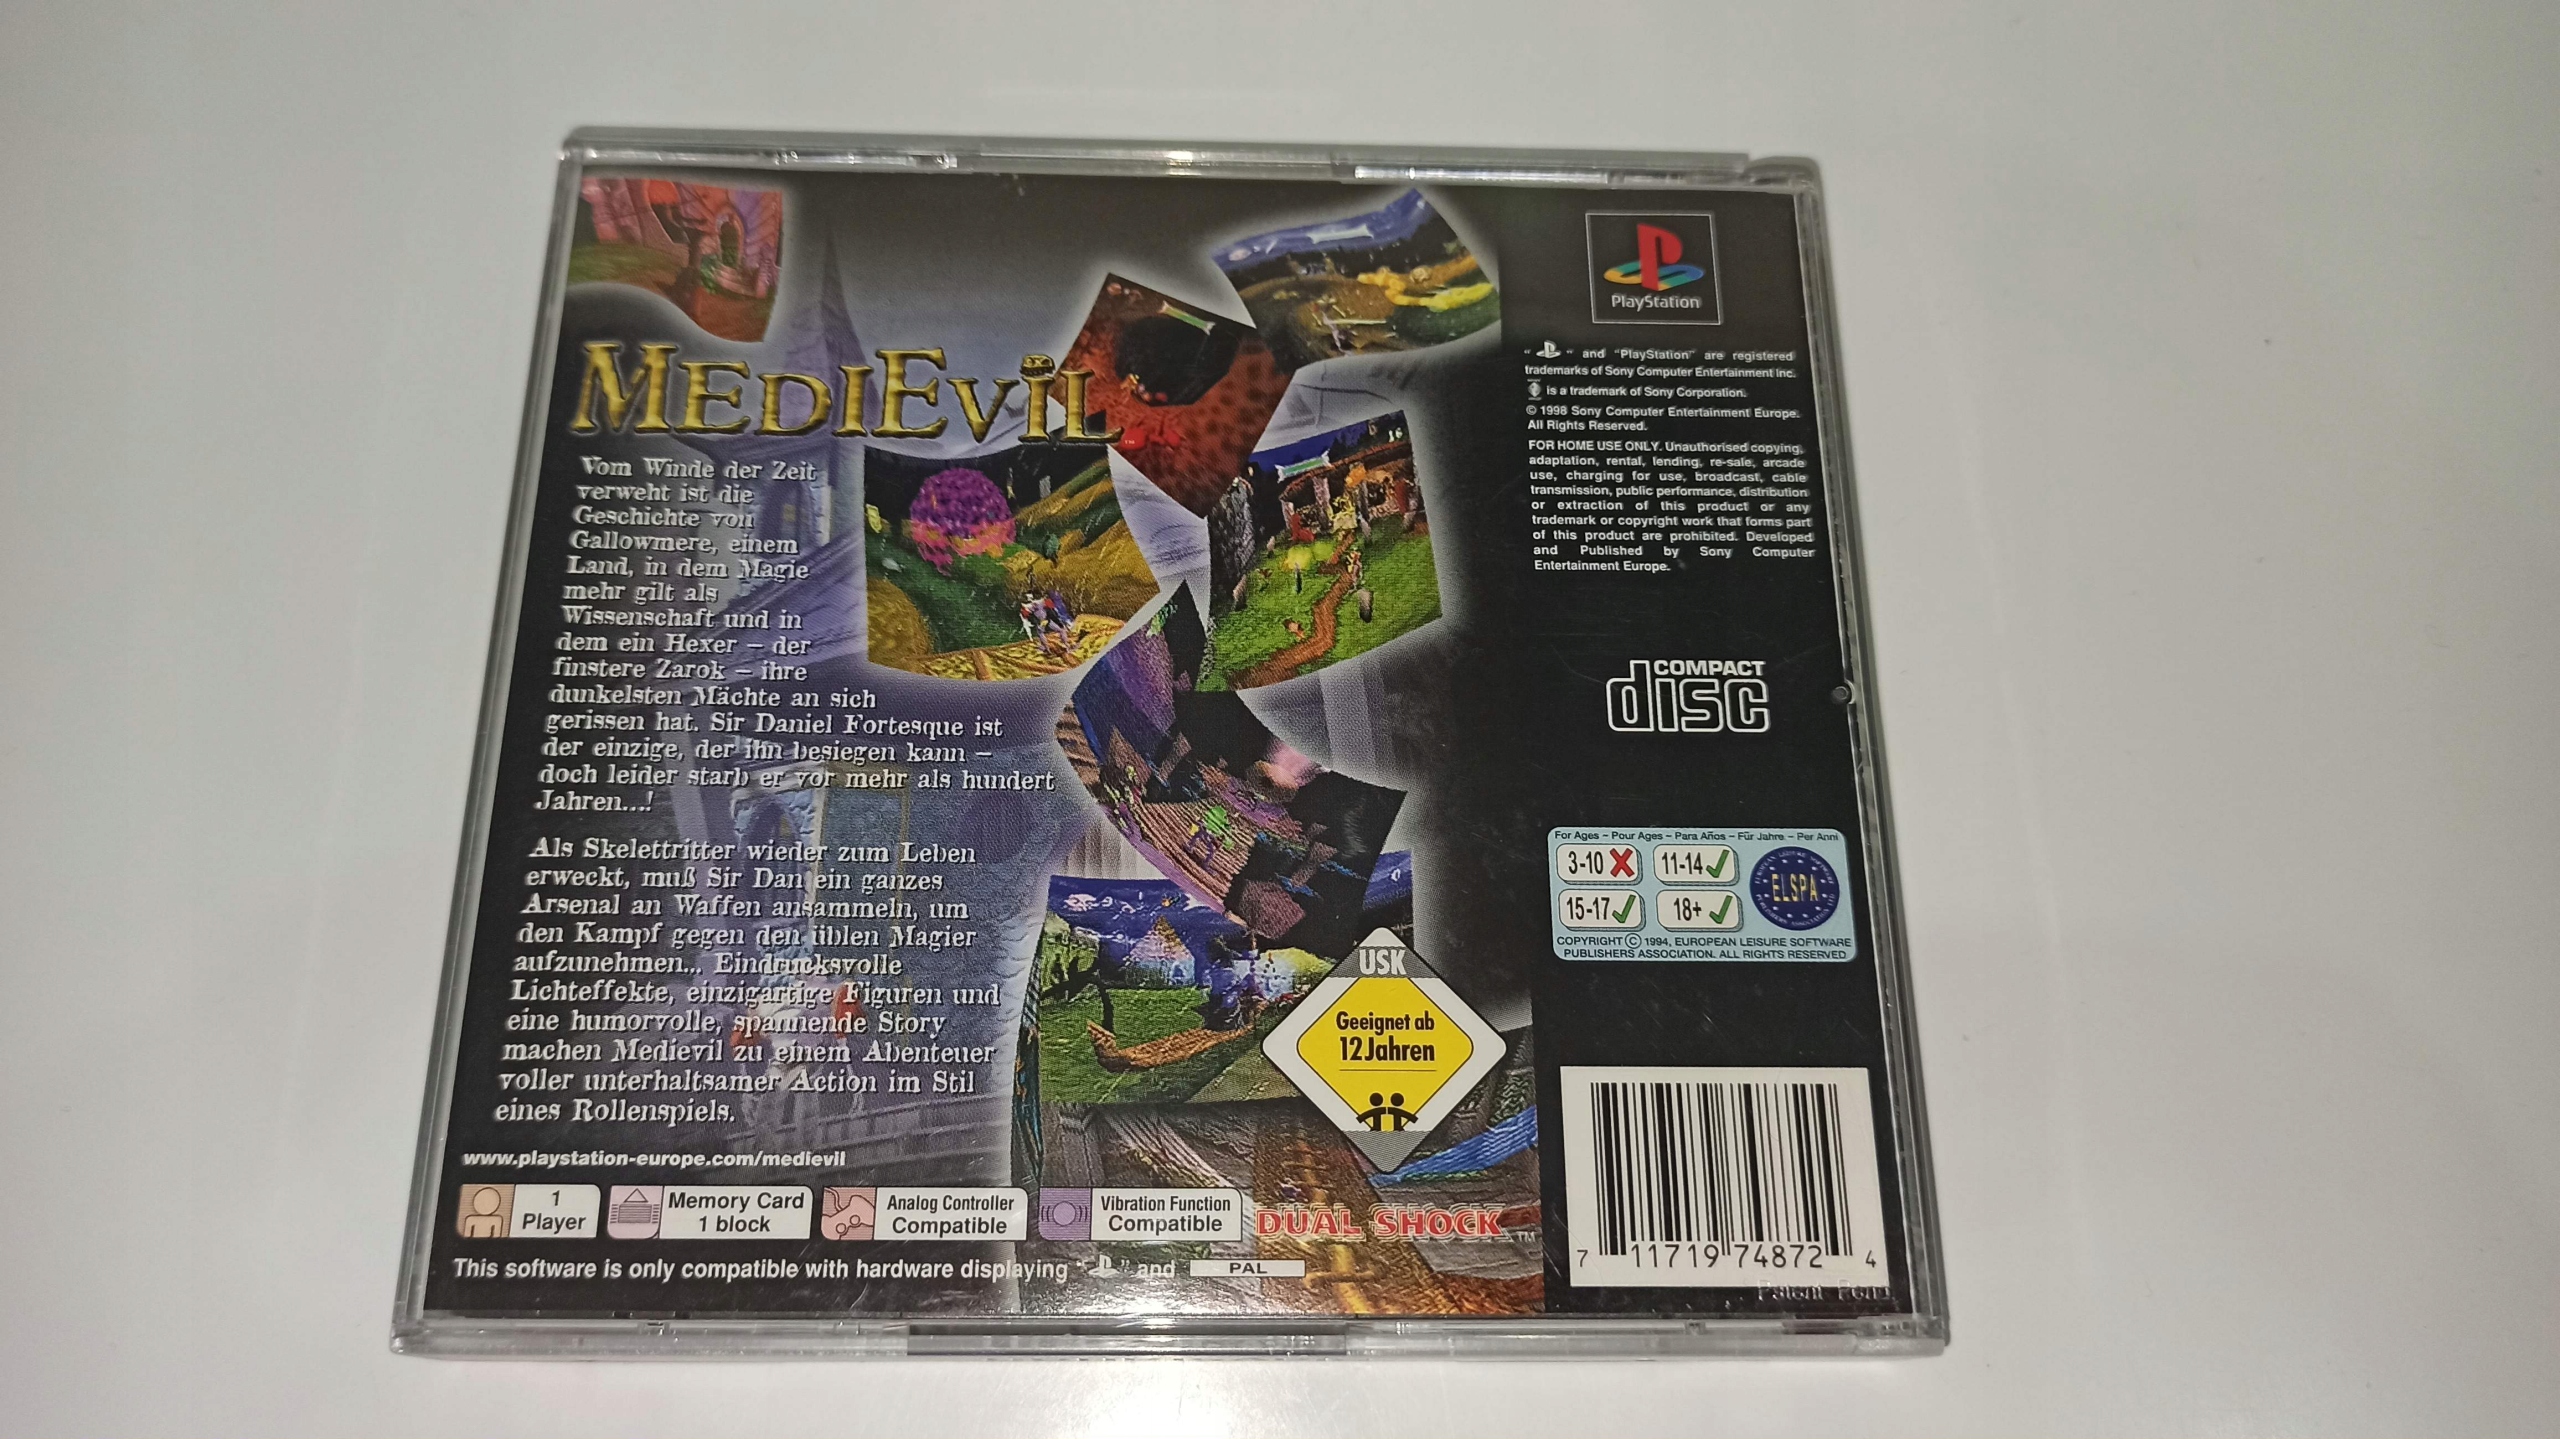 MEDIEVIL
Vom Winde der Zeit
verweht ist die
Geschichte von
Gallowmere, einem
Land, in dem Magie
mehr gilt als
Wissenschaft und in
dem ein Hexer – der
finstere Zarok – ihre
dunkelsten Mächte an sich
gerissen hat. Sir Daniel Fortesque ist
der einzige, der ihn besiegen kann –
doch leider starb er vor mehr als hundert
Jahren...!
Als Skelettritter wieder zum Leben
erweckt, muß Sir Dan ein ganzes
Arsenal an Waffen ansammeln, um
den Kampf gegen den üblen Magier
aufzunehmen... Eindrucksvolle
Lichteffekte, einzigartige Figuren und
eine humorvolle, spannende Story
machen Medievil zu einem Abenteuer
voller unterhaltsamer Action im Stil
eines Rollenspiels.
www.playstation-europe.com/medievil
1
Player
Memory Card
1 block
Analog Controller
Compatible
Vibration Function
Compatible
DUAL SHOCK™
This software is only compatible with hardware displaying " " and PAL
USK
Geeignet ab
12 Jahren
PlayStation
" " and "PlayStation" are registered
trademarks of Sony Computer Entertainment Inc.
is a trademark of Sony Corporation.
© 1998 Sony Computer Entertainment Europe.
All Rights Reserved.
FOR HOME USE ONLY. Unauthorised copying,
adaptation, rental, lending, re-sale, arcade
use, charging for use, broadcast, cable
transmission, public performance, distribution
or extraction of this product or any
trademark or copyright work that forms part
of this product are prohibited. Developed
and Published by Sony Computer
Entertainment Europe.
COMPACT
disc
For Ages – Pour Ages – Para Años – Für Jahre – Per Anni
3-10 11-14
15-17 18+
ELSPA
COPYRIGHT © 1994, EUROPEAN LEISURE SOFTWARE
PUBLISHERS ASSOCIATION. ALL RIGHTS RESERVED
7 11719 74872 4